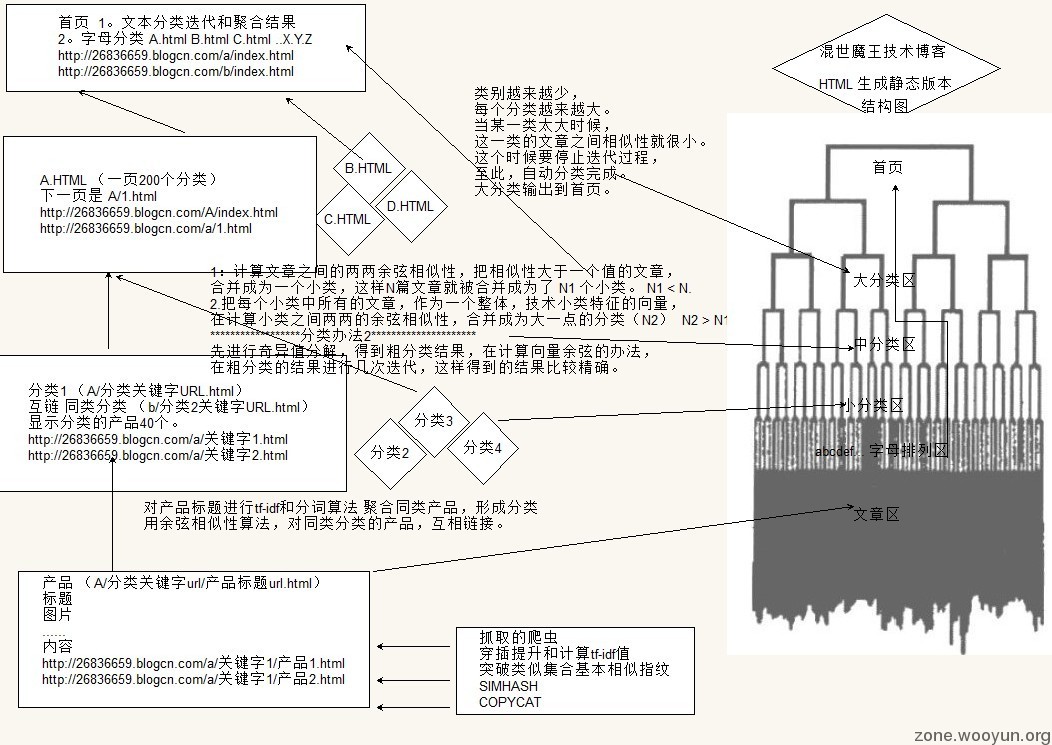 首页 1。文本分类迭代和聚合结果
2。字母分类 A.html B.html C.html ..X.Y.Z
http://26836659.blogcn.com/a/index.html
http://26836659.blogcn.com/b/index.html
混世魔王技术博客
HTML 生成静态版本
结构图
类别越来越少，
每个分类越来越大。
当某一类太大时候，
这一类的文章之间相似性就很小。
这个时候要停止迭代过程，
至此，自动分类完成。
大分类输出到首页。
A.HTML （一页200个分类）
下一页是 A/1.html
http://26836659.blogcn.com/A/index.html
http://26836659.blogcn.com/a/1.html
B.HTML
C.HTML
D.HTML
首页
大分类区
中分类区
小分类区
abcdef.. 字母排列区
文章区
1：计算文章之间的两两余弦相似性，把相似性大于一个值的文章，
合并成为一个小类，这样N篇文章就被合并成为了 N1 个小类。 N1 < N.
2 把每个小类中所有的文章，作为一个整体，技术小类特征的向量，
在计算小类之间两两的余弦相似性，合并成为大一点的分类（N2） N2 > N1
******************分类办法2*********************
先进行奇异值分解，得到粗分类结果，在计算向量余弦的办法，
在粗分类的结果进行几次迭代，这样得到的结果比较精确。
分类1 （A/分类关键字URL.html）
互链 同类分类 （b/分类2关键字URL.html）
显示分类的产品40个。
http://26836659.blogcn.com/a/关键字1.html
http://26836659.blogcn.com/a/关键字2.html
分类3
分类2
分类4
对产品标题进行tf-idf和分词算法 聚合同类产品，形成分类
用余弦相似性算法，对同类分类的产品，互相链接。
产品 （A/分类关键字url/产品标题url.html）
标题
图片
......
内容
http://26836659.blogcn.com/a/关键字1/产品1.html
http://26836659.blogcn.com/a/关键字1/产品2.html
抓取的爬虫
穿插提升和计算tf-idf值
突破类似集合基本相似指纹
SIMHASH
COPYCAT
zone.wooyun.org